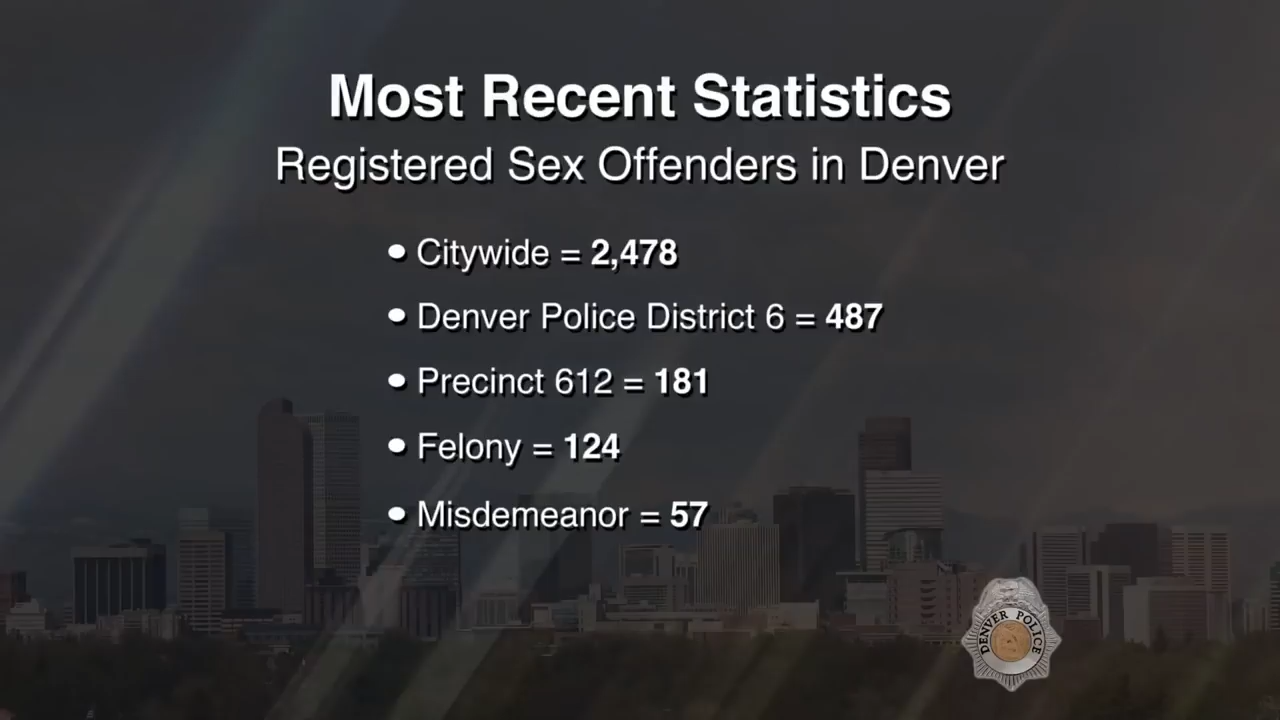 Most Recent Statistics
Registered Sex Offenders in Denver
• Citywide = 2,478
• Denver Police District 6 = 487
• Precinct 612 = 181
• Felony = 124
• Misdemeanor = 57
DENVER POLICE